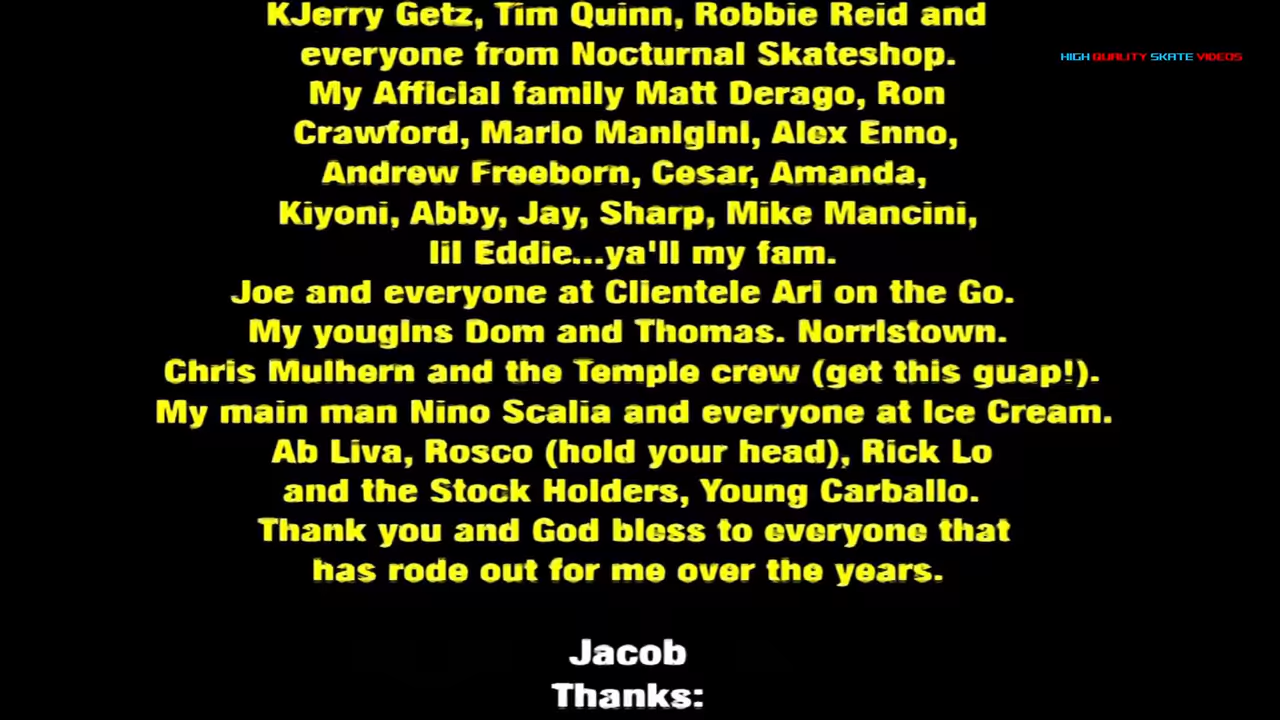 KJerry Getz, Tim Quinn, Robbie Reid and
everyone from Nocturnal Skateshop.
HIGH QUALITY SKATE VIDEOS
My Afficial family Matt Derago, Ron
Crawford, Mario Manigini, Alex Enno,
Andrew Freeborn, Cesar, Amanda,
Kiyoni, Abby, Jay, Sharp, Mike Mancini,
lil Eddie...ya'll my fam.
Joe and everyone at Clientele Ari on the Go.
My yougins Dom and Thomas. Norristown.
Chris Mulhern and the Temple crew (get this guap!).
My main man Nino Scalia and everyone at Ice Cream.
Ab Liva, Rosco (hold your head), Rick Lo
and the Stock Holders, Young Carballo.
Thank you and God bless to everyone that
has rode out for me over the years.
Jacob
Thanks: